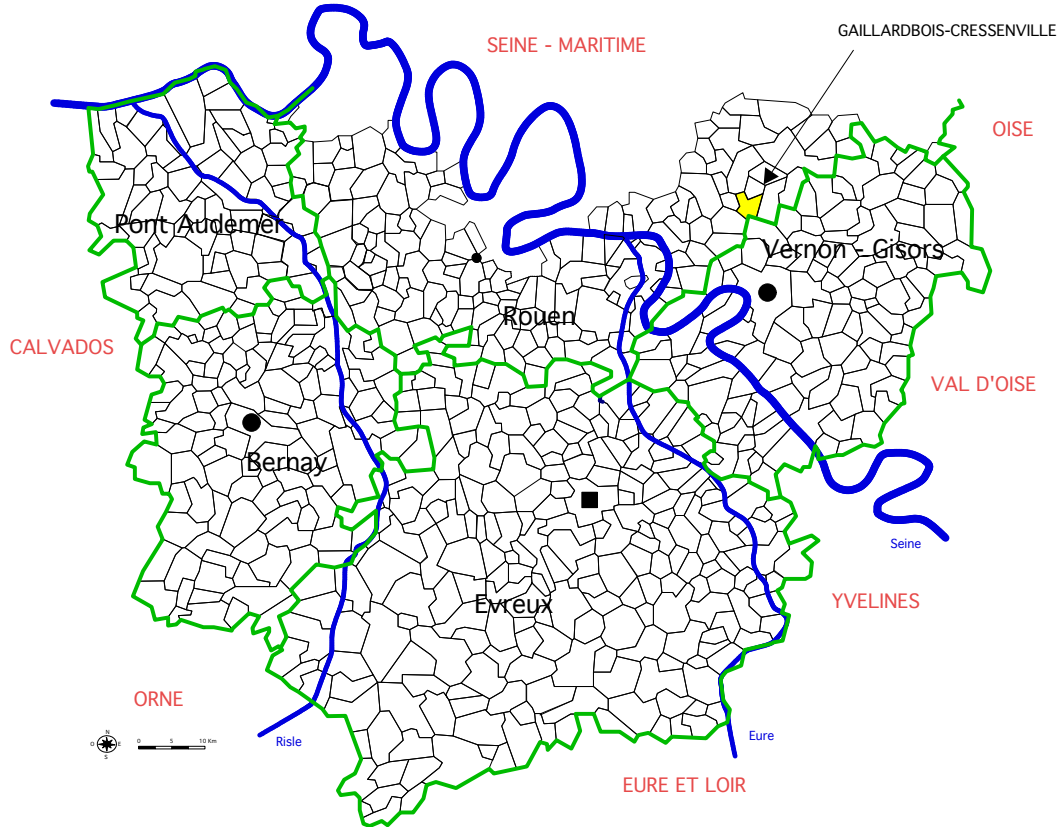 GAILLARDBOIS-CRESSENVILLE
SEINE - MARITIME
OISE
Pont Audemer
Vernon - Gisors
Rouen
CALVADOS
VAL D'OISE
Bernay
Seine
Evreux
YVELINES
ORNE
N
O E
S
0 5 10 Km
Risle
Eure
EURE ET LOIR